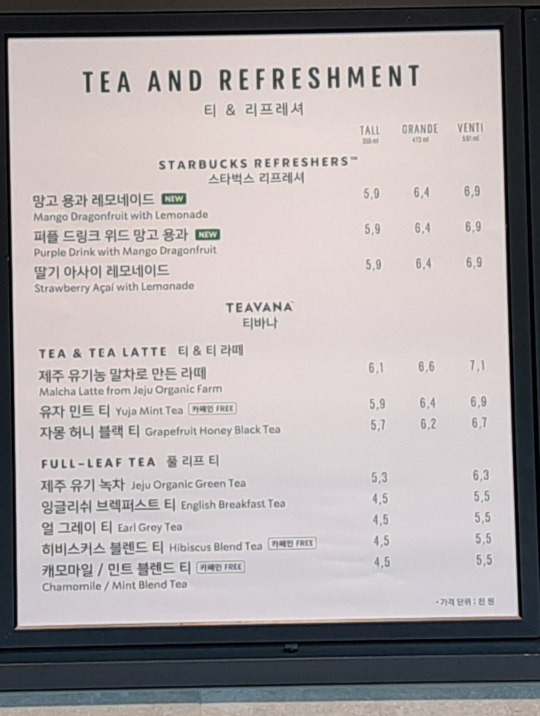 TEA AND REFRESHMENT
티 & 리프레셔
TALL GRANDE VENTI
355 ml 473 ml 591 ml
STARBUCKS REFRESHERS™
스타벅스 리프레셔
망고 용과 레모네이드 NEW 5,9 6,4 6,9
Mango Dragonfruit with Lemonade
퍼플 드링크 위드 망고 용과 NEW 5,9 6,4 6,9
Purple Drink with Mango Dragonfruit
딸기 아사이 레모네이드 5,9 6,4 6,9
Strawberry Açaí with Lemonade
TEAVANA™
티바나
TEA & TEA LATTE 티 & 티 라떼
제주 유기농 말차로 만든 라떼 6,1 6,6 7,1
Malcha Latte from Jeju Organic Farm
유자 민트 티 Yuja Mint Tea 카페인 FREE 5,9 6,4 6,9
자몽 허니 블랙 티 Grapefruit Honey Black Tea 5,7 6,2 6,7
FULL-LEAF TEA 풀 리프 티
제주 유기 녹차 Jeju Organic Green Tea 5,3 6,3
잉글리쉬 브렉퍼스트 티 English Breakfast Tea 4,5 5,5
얼 그레이 티 Earl Grey Tea 4,5 5,5
히비스커스 블렌드 티 Hibiscus Blend Tea 카페인 FREE 4,5 5,5
캐모마일 / 민트 블렌드 티 카페인 FREE 4,5 5,5
Chamomile / Mint Blend Tea
• 가격 단위 : 천 원